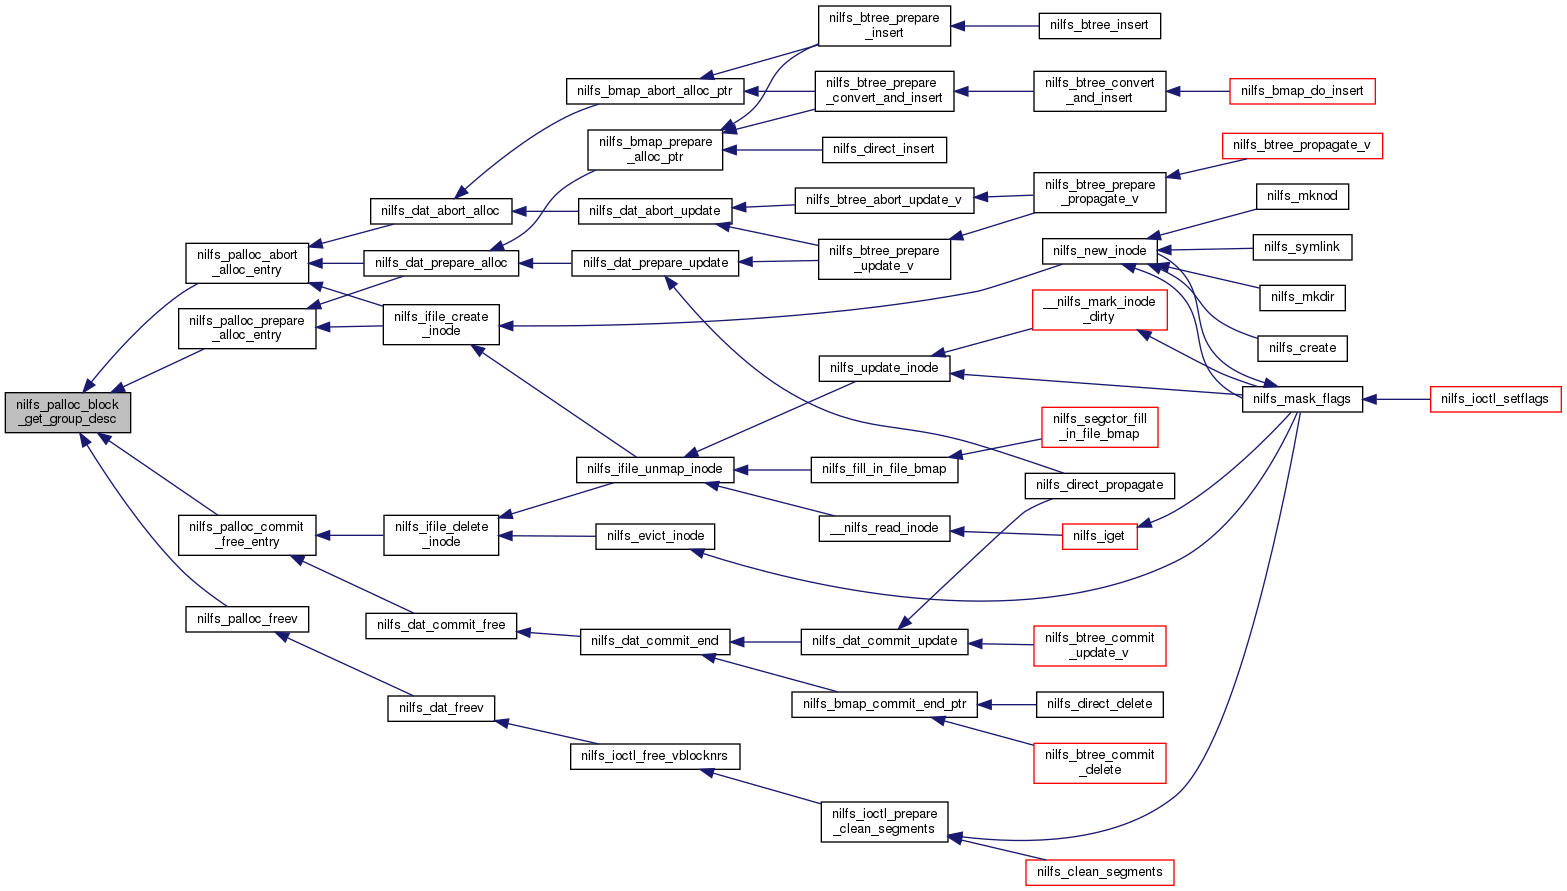 nilfs_palloc_block
_get_group_desc
nilfs_palloc_abort
_alloc_entry
nilfs_palloc_prepare
_alloc_entry
nilfs_palloc_commit
_free_entry
nilfs_palloc_freev
nilfs_dat_abort_alloc
nilfs_dat_prepare_alloc
nilfs_ifile_create
_inode
nilfs_ifile_delete
_inode
nilfs_dat_commit_free
nilfs_dat_freev
nilfs_bmap_abort_alloc_ptr
nilfs_bmap_prepare
_alloc_ptr
nilfs_dat_abort_update
nilfs_dat_prepare_update
nilfs_ifile_unmap_inode
nilfs_evict_inode
nilfs_dat_commit_end
nilfs_ioctl_free_vblocknrs
nilfs_btree_prepare
_insert
nilfs_btree_prepare
_convert_and_insert
nilfs_direct_insert
nilfs_btree_abort_update_v
nilfs_btree_prepare
_update_v
nilfs_update_inode
nilfs_fill_in_file_bmap
__nilfs_read_inode
nilfs_dat_commit_update
nilfs_bmap_commit_end_ptr
nilfs_ioctl_prepare
_clean_segments
nilfs_btree_insert
nilfs_btree_convert
_and_insert
nilfs_btree_prepare
_propagate_v
nilfs_new_inode
__nilfs_mark_inode
_dirty
nilfs_segctor_fill
_in_file_bmap
nilfs_direct_propagate
nilfs_iget
nilfs_btree_commit
_update_v
nilfs_direct_delete
nilfs_btree_commit
_delete
nilfs_clean_segments
nilfs_bmap_do_insert
nilfs_btree_propagate_v
nilfs_mknod
nilfs_symlink
nilfs_mkdir
nilfs_create
nilfs_mask_flags
nilfs_ioctl_setflags